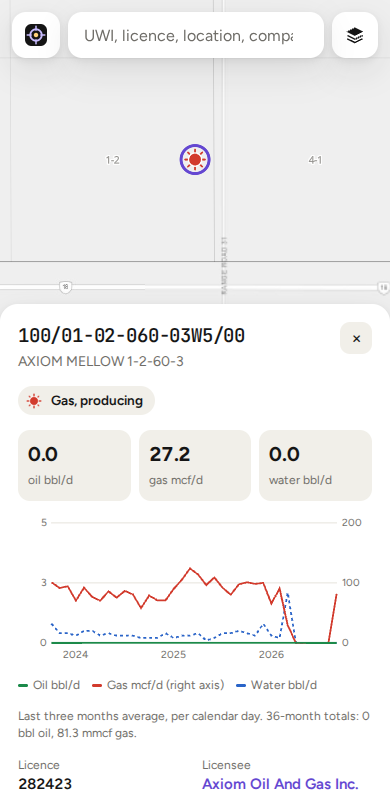 UWI, licence, location, compa
1-2
4-1
RANGE ROAD 31
18
18
100/01-02-060-03W5/00
×
AXIOM MELLOW 1-2-60-3
Gas, producing
0.0
27.2
0.0
oil bbl/d
gas mcf/d
water bbl/d
5
200
3
100
0
0
2024
2025
2026
Oil bbl/d
Gas mcf/d (right axis)
Water bbl/d
Last three months average, per calendar day. 36-month totals: 0
bbl oil, 81.3 mmcf gas.
Licence
Licensee
282423
Axiom Oil And Gas Inc.